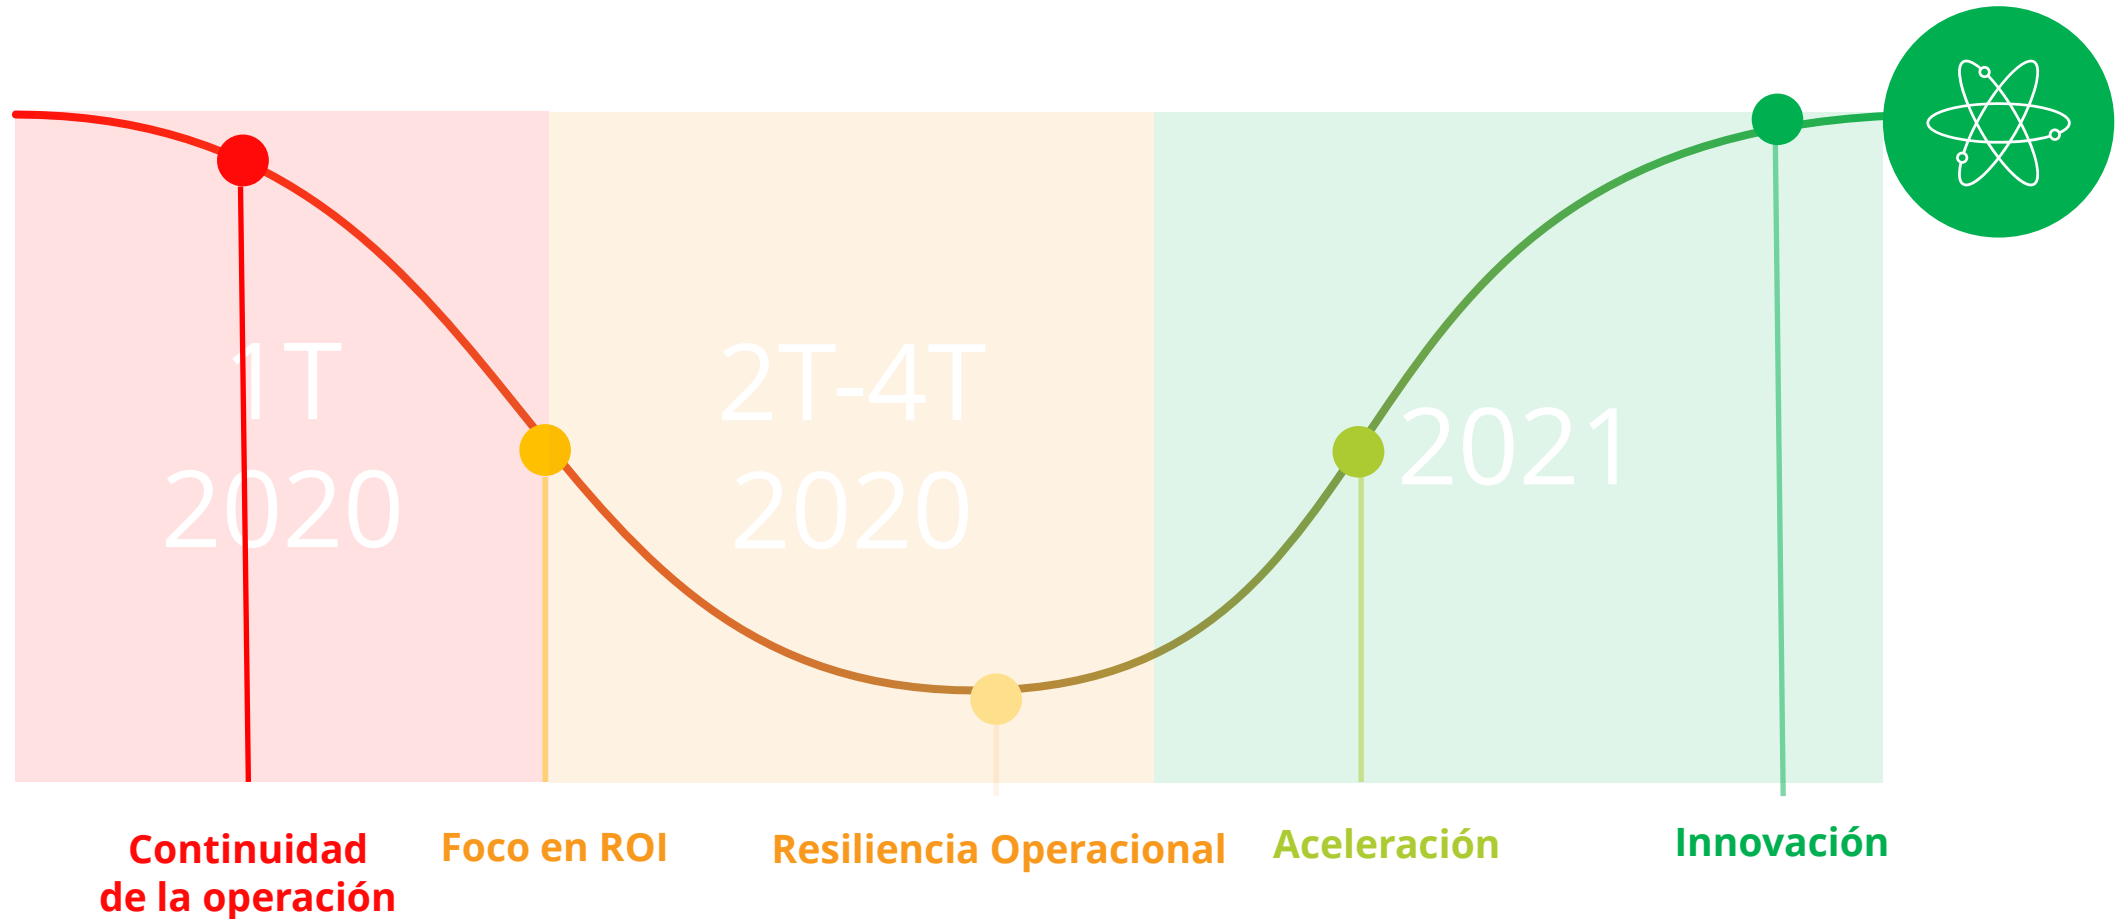 1T
2020
2T-4T
2020
2021
Continuidad
de la operación
Foco en ROI
Resiliencia Operacional
Aceleración
Innovación